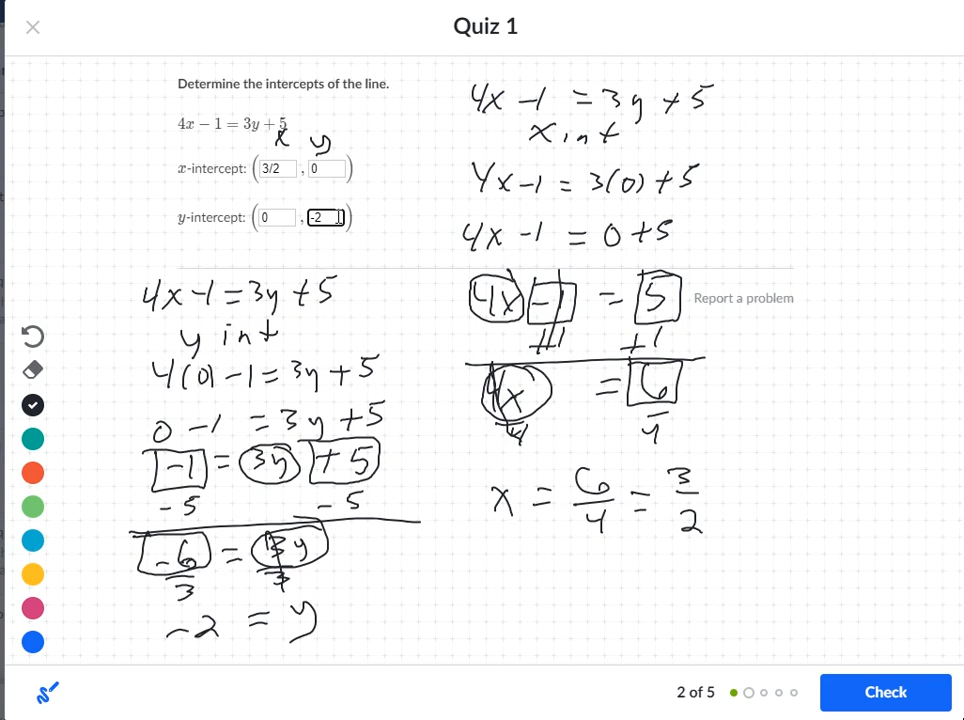 Quiz 1
Determine the intercepts of the line.
4x − 1 = 3y + 5
x y
x-intercept: (3/2 , 0)
y-intercept: (0 , -2)
4x -1 = 3y + 5
x int
4x -1 = 3(0) + 5
4x -1 = 0 + 5
4x -1 = 5
+1 +1
4x = 6
4 4
x = 6/4 = 3/2
Report a problem
4x -1 = 3y + 5
y int
4(0) -1 = 3y + 5
0 -1 = 3y + 5
-1 = 3y + 5
-5 -5
-6 = 3y
3 3
-2 = y
2 of 5
Check